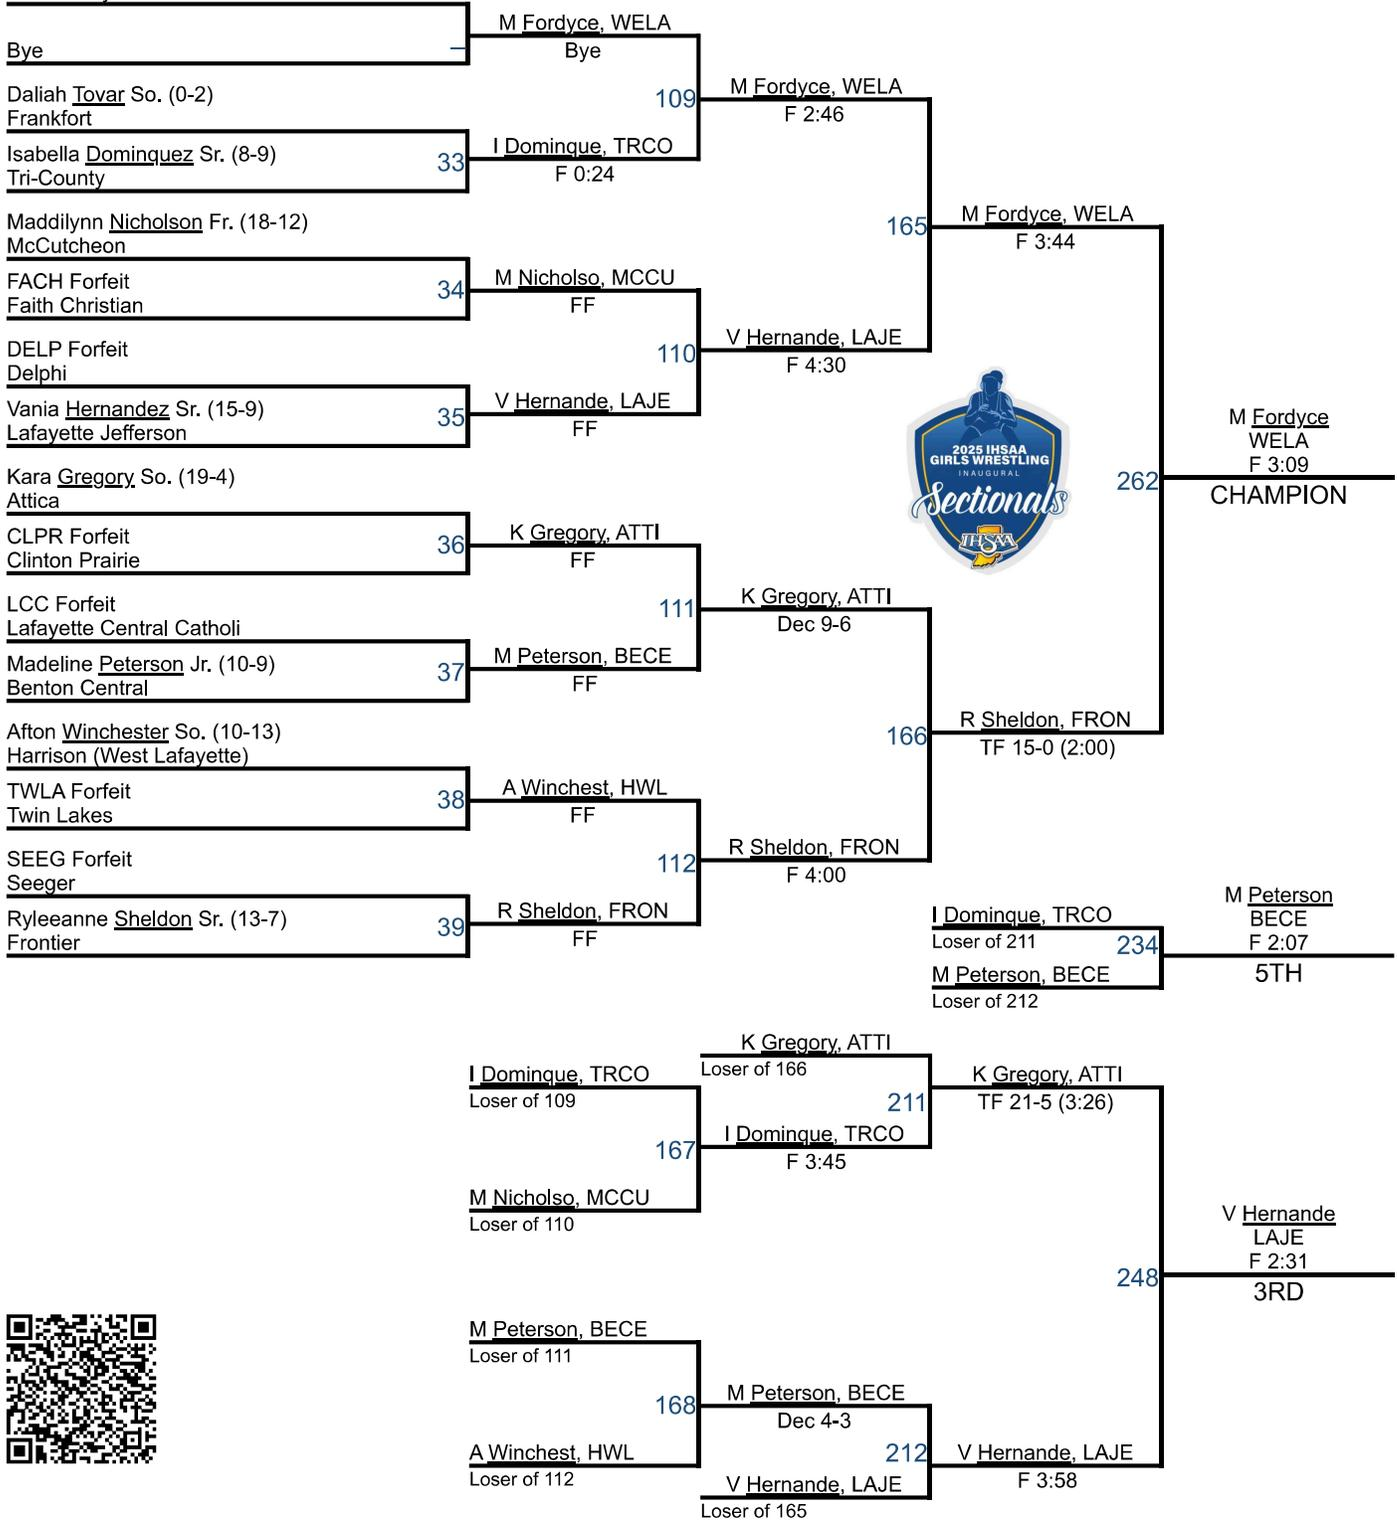 M Fordyce, WELA
Bye
Bye
Daliah Tovar So. (0-2)
Frankfort
109
M Fordyce, WELA
F 2:46
Isabella Dominquez Sr. (8-9)
Tri-County
33
I Dominque, TRCO
F 0:24
Maddilynn Nicholson Fr. (18-12)
McCutcheon
165
M Fordyce, WELA
F 3:44
FACH Forfeit
Faith Christian
34
M Nicholso, MCCU
FF
DELP Forfeit
Delphi
110
V Hernande, LAJE
F 4:30
Vania Hernandez Sr. (15-9)
Lafayette Jefferson
35
V Hernande, LAJE
FF
2025 IHSAA
GIRLS WRESTLING
INAUGURAL
Sectionals
IHSAA
262
M Fordyce
WELA
F 3:09
CHAMPION
Kara Gregory So. (19-4)
Attica
CLPR Forfeit
Clinton Prairie
36
K Gregory, ATTI
FF
LCC Forfeit
Lafayette Central Catholi
111
K Gregory, ATTI
Dec 9-6
Madeline Peterson Jr. (10-9)
Benton Central
37
M Peterson, BECE
FF
Afton Winchester So. (10-13)
Harrison (West Lafayette)
166
R Sheldon, FRON
TF 15-0 (2:00)
TWLA Forfeit
Twin Lakes
38
A Winchest, HWL
FF
SEEG Forfeit
Seeger
112
R Sheldon, FRON
F 4:00
Ryleeanne Sheldon Sr. (13-7)
Frontier
39
R Sheldon, FRON
FF
I Dominque, TRCO
Loser of 211
234
M Peterson, BECE
Loser of 212
M Peterson
BECE
F 2:07
5TH
K Gregory, ATTI
Loser of 166
I Dominque, TRCO
Loser of 109
211
K Gregory, ATTI
TF 21-5 (3:26)
167
I Dominque, TRCO
F 3:45
M Nicholso, MCCU
Loser of 110
248
V Hernande
LAJE
F 2:31
3RD
M Peterson, BECE
Loser of 111
168
M Peterson, BECE
Dec 4-3
A Winchest, HWL
Loser of 112
212
V Hernande, LAJE
F 3:58
V Hernande, LAJE
Loser of 165